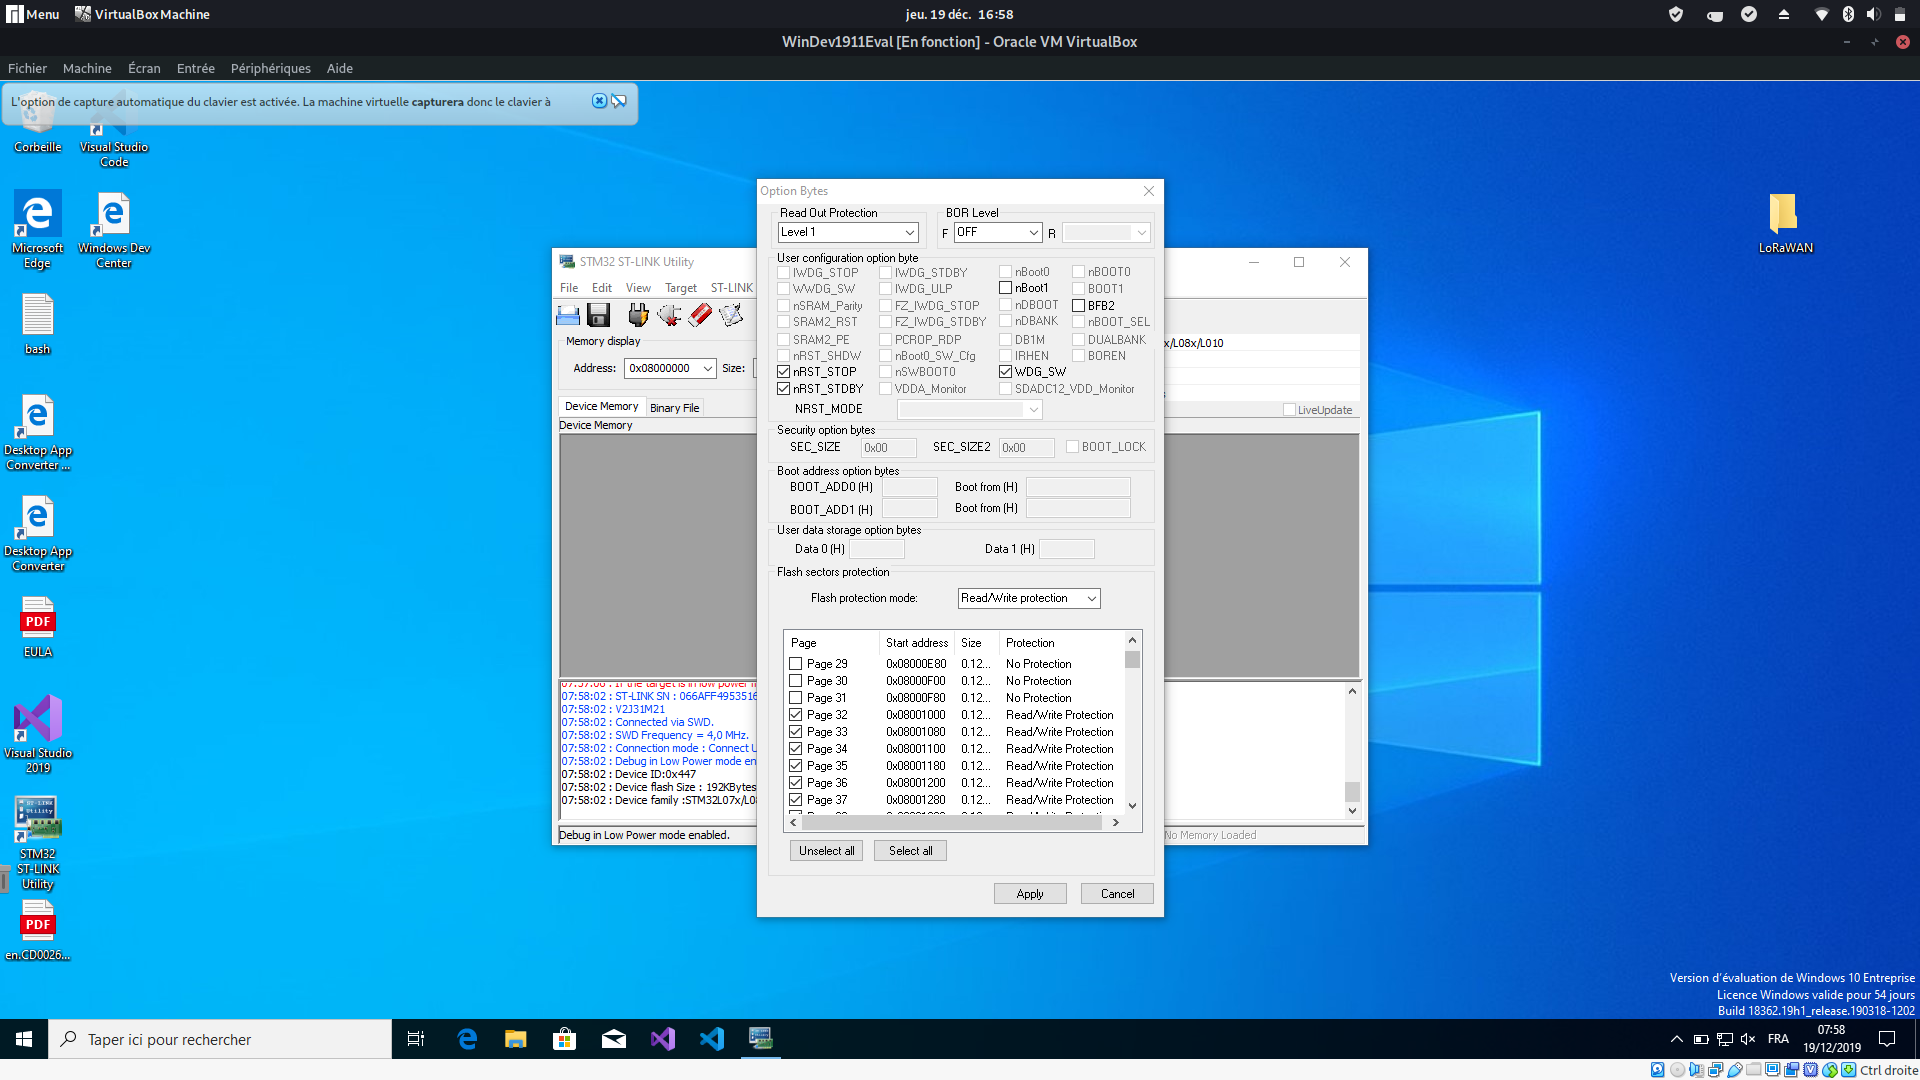 Menu
VirtualBox Machine
jeu. 19 déc. 16:58
WinDev1911Eval [En fonction] - Oracle VM VirtualBox
Fichier Machine Écran Entrée Périphériques Aide
L'option de capture automatique du clavier est activée. La machine virtuelle capturera donc le clavier à
Corbeille
Visual Studio Code
Microsoft Edge
Windows Dev Center
bash
Desktop App Converter ...
Desktop App Converter
PDF
EULA
Visual Studio 2019
STM32 ST-LINK Utility
PDF
en.CD0026...
LoRaWAN
STM32 ST-LINK Utility
File Edit View Target ST-LINK
Memory display
Address: 0x08000000 Size:
x/L08x/L010
Device Memory Binary File
LiveUpdate
Device Memory
07:58:02 : ST-LINK SN : 066AFF4953516
07:58:02 : V2J31M21
07:58:02 : Connected via SWD.
07:58:02 : SWD Frequency = 4,0 MHz.
07:58:02 : Connection mode : Connect U
07:58:02 : Debug in Low Power mode en
07:58:02 : Device ID:0x447
07:58:02 : Device flash Size : 192KBytes
07:58:02 : Device family :STM32L07x/L08
Debug in Low Power mode enabled.
No Memory Loaded
Option Bytes
Read Out Protection
Level 1
BOR Level
F OFF R
User configuration option byte
IWDG_STOP IWDG_STDBY nBoot0 nBOOT0
WWDG_SW IWDG_ULP nBoot1 BOOT1
nSRAM_Parity FZ_IWDG_STOP nDBOOT BFB2
SRAM2_RST FZ_IWDG_STDBY nDBANK nBOOT_SEL
SRAM2_PE PCROP_RDP DB1M DUALBANK
nRST_SHDW nBoot0_SW_Cfg IRHEN BOREN
nRST_STOP nSWBOOT0 WDG_SW
nRST_STDBY VDDA_Monitor SDADC12_VDD_Monitor
NRST_MODE
Security option bytes
SEC_SIZE 0x00 SEC_SIZE2 0x00 BOOT_LOCK
Boot address option bytes
BOOT_ADD0 (H) Boot from (H)
BOOT_ADD1 (H) Boot from (H)
User data storage option bytes
Data 0 (H) Data 1 (H)
Flash sectors protection
Flash protection mode: Read/Write protection
Page Start address Size Protection
Page 29 0x08000E80 0.12... No Protection
Page 30 0x08000F00 0.12... No Protection
Page 31 0x08000F80 0.12... No Protection
Page 32 0x08001000 0.12... Read/Write Protection
Page 33 0x08001080 0.12... Read/Write Protection
Page 34 0x08001100 0.12... Read/Write Protection
Page 35 0x08001180 0.12... Read/Write Protection
Page 36 0x08001200 0.12... Read/Write Protection
Page 37 0x08001280 0.12... Read/Write Protection
Unselect all Select all
Apply Cancel
Version d'évaluation de Windows 10 Entreprise
Licence Windows valide pour 54 jours
Build 18362.19h1_release.190318-1202
Taper ici pour rechercher
FRA
07:58
19/12/2019
Ctrl droite